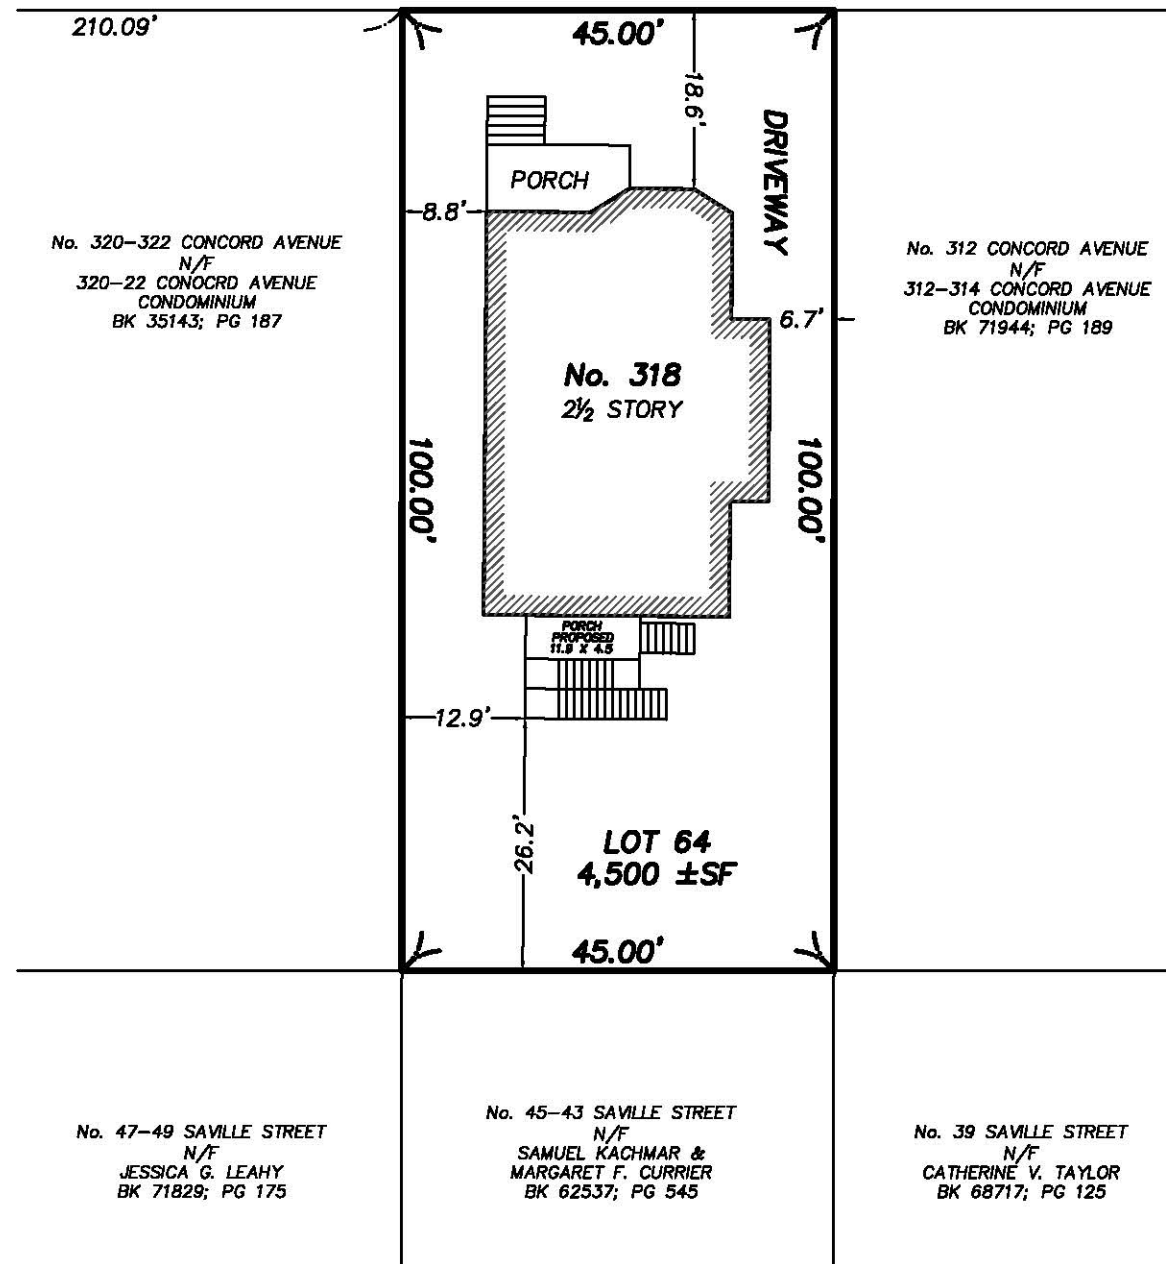 210.09'
45.00'
18.6'
DRIVEWAY
PORCH
8.8'
No. 320-322 CONCORD AVENUE
N/F
320-22 CONOCRD AVENUE
CONDOMINIUM
BK 35143; PG 187
No. 312 CONCORD AVENUE
N/F
312-314 CONCORD AVENUE
CONDOMINIUM
BK 71944; PG 189
6.7'
No. 318
2½ STORY
100.00'
100.00'
PORCH
PROPOSED
11.9 X 4.5
12.9'
26.2'
LOT 64
4,500 ±SF
45.00'
No. 47-49 SAVILLE STREET
N/F
JESSICA G. LEAHY
BK 71829; PG 175
No. 45-43 SAVILLE STREET
N/F
SAMUEL KACHMAR &
MARGARET F. CURRIER
BK 62537; PG 545
No. 39 SAVILLE STREET
N/F
CATHERINE V. TAYLOR
BK 68717; PG 125